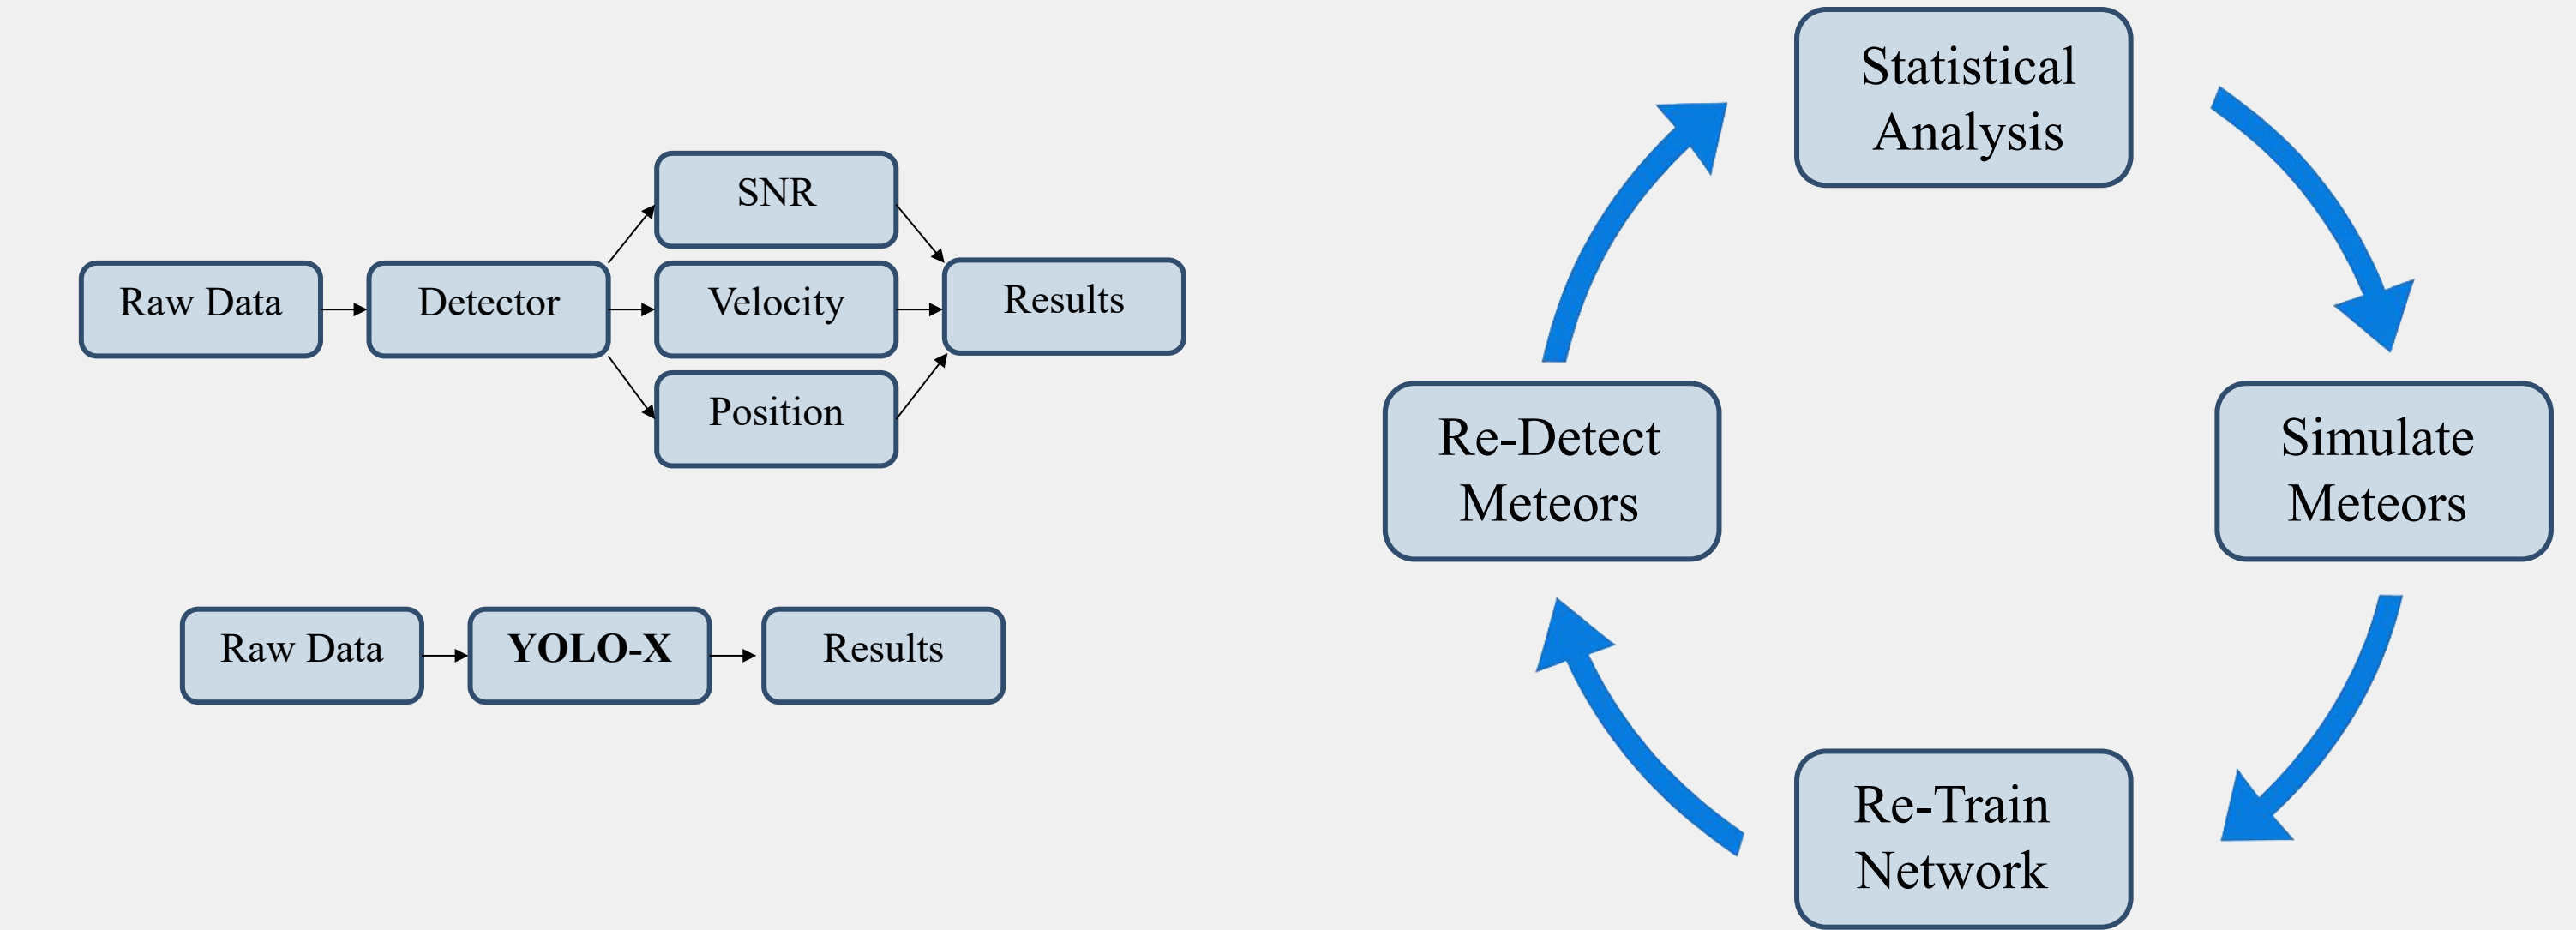 Raw Data
Detector
SNR
Velocity
Position
Results
Raw Data
YOLO-X
Results
Statistical
Analysis
Simulate
Meteors
Re-Train
Network
Re-Detect
Meteors